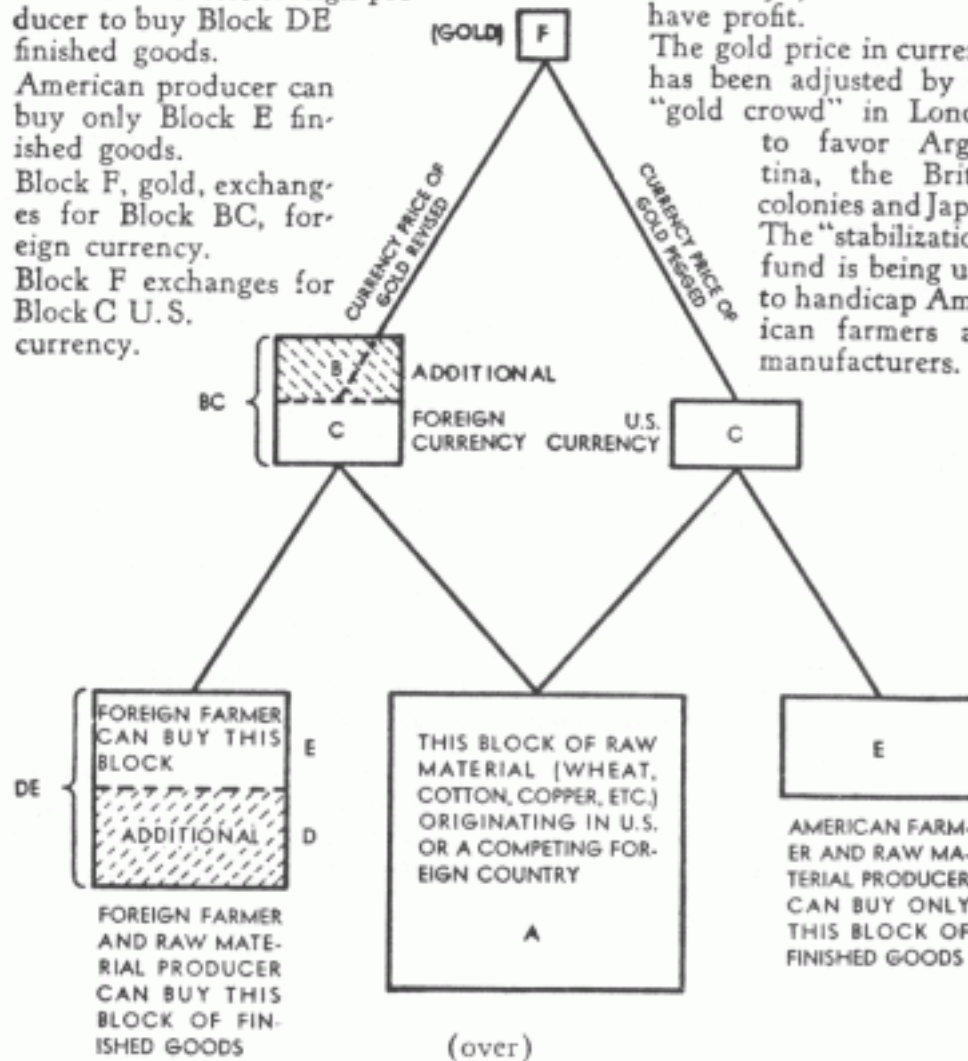 ducer to buy Block DE
finished goods.
American producer can
buy only Block E fin-
ished goods.
Block F, gold, exchang-
es for Block BC, for-
eign currency.
Block F exchanges for
Block C U. S.
currency.
have profit.
The gold price in curren
has been adjusted by
"gold crowd" in Lond
to favor Arg
tina, the Brit
colonies and Jap
The "stabilizatio
fund is being u
to handicap Am
ican farmers a
manufacturers.
(GOLD) F
CURRENCY PRICE OF
GOLD REVISED
CURRENCY PRICE OF
GOLD PEGGED
BC
B
ADDITIONAL
C
FOREIGN
CURRENCY
U.S.
CURRENCY
C
DE
FOREIGN FARMER
CAN BUY THIS
BLOCK
E
ADDITIONAL
D
FOREIGN FARMER
AND RAW MATE-
RIAL PRODUCER
CAN BUY THIS
BLOCK OF FIN-
ISHED GOODS
THIS BLOCK OF RAW
MATERIAL (WHEAT,
COTTON, COPPER, ETC.)
ORIGINATING IN U.S.
OR A COMPETING FOR-
EIGN COUNTRY
A
E
AMERICAN FARM-
ER AND RAW MA-
TERIAL PRODUCER
CAN BUY ONLY
THIS BLOCK OF
FINISHED GOODS
(over)